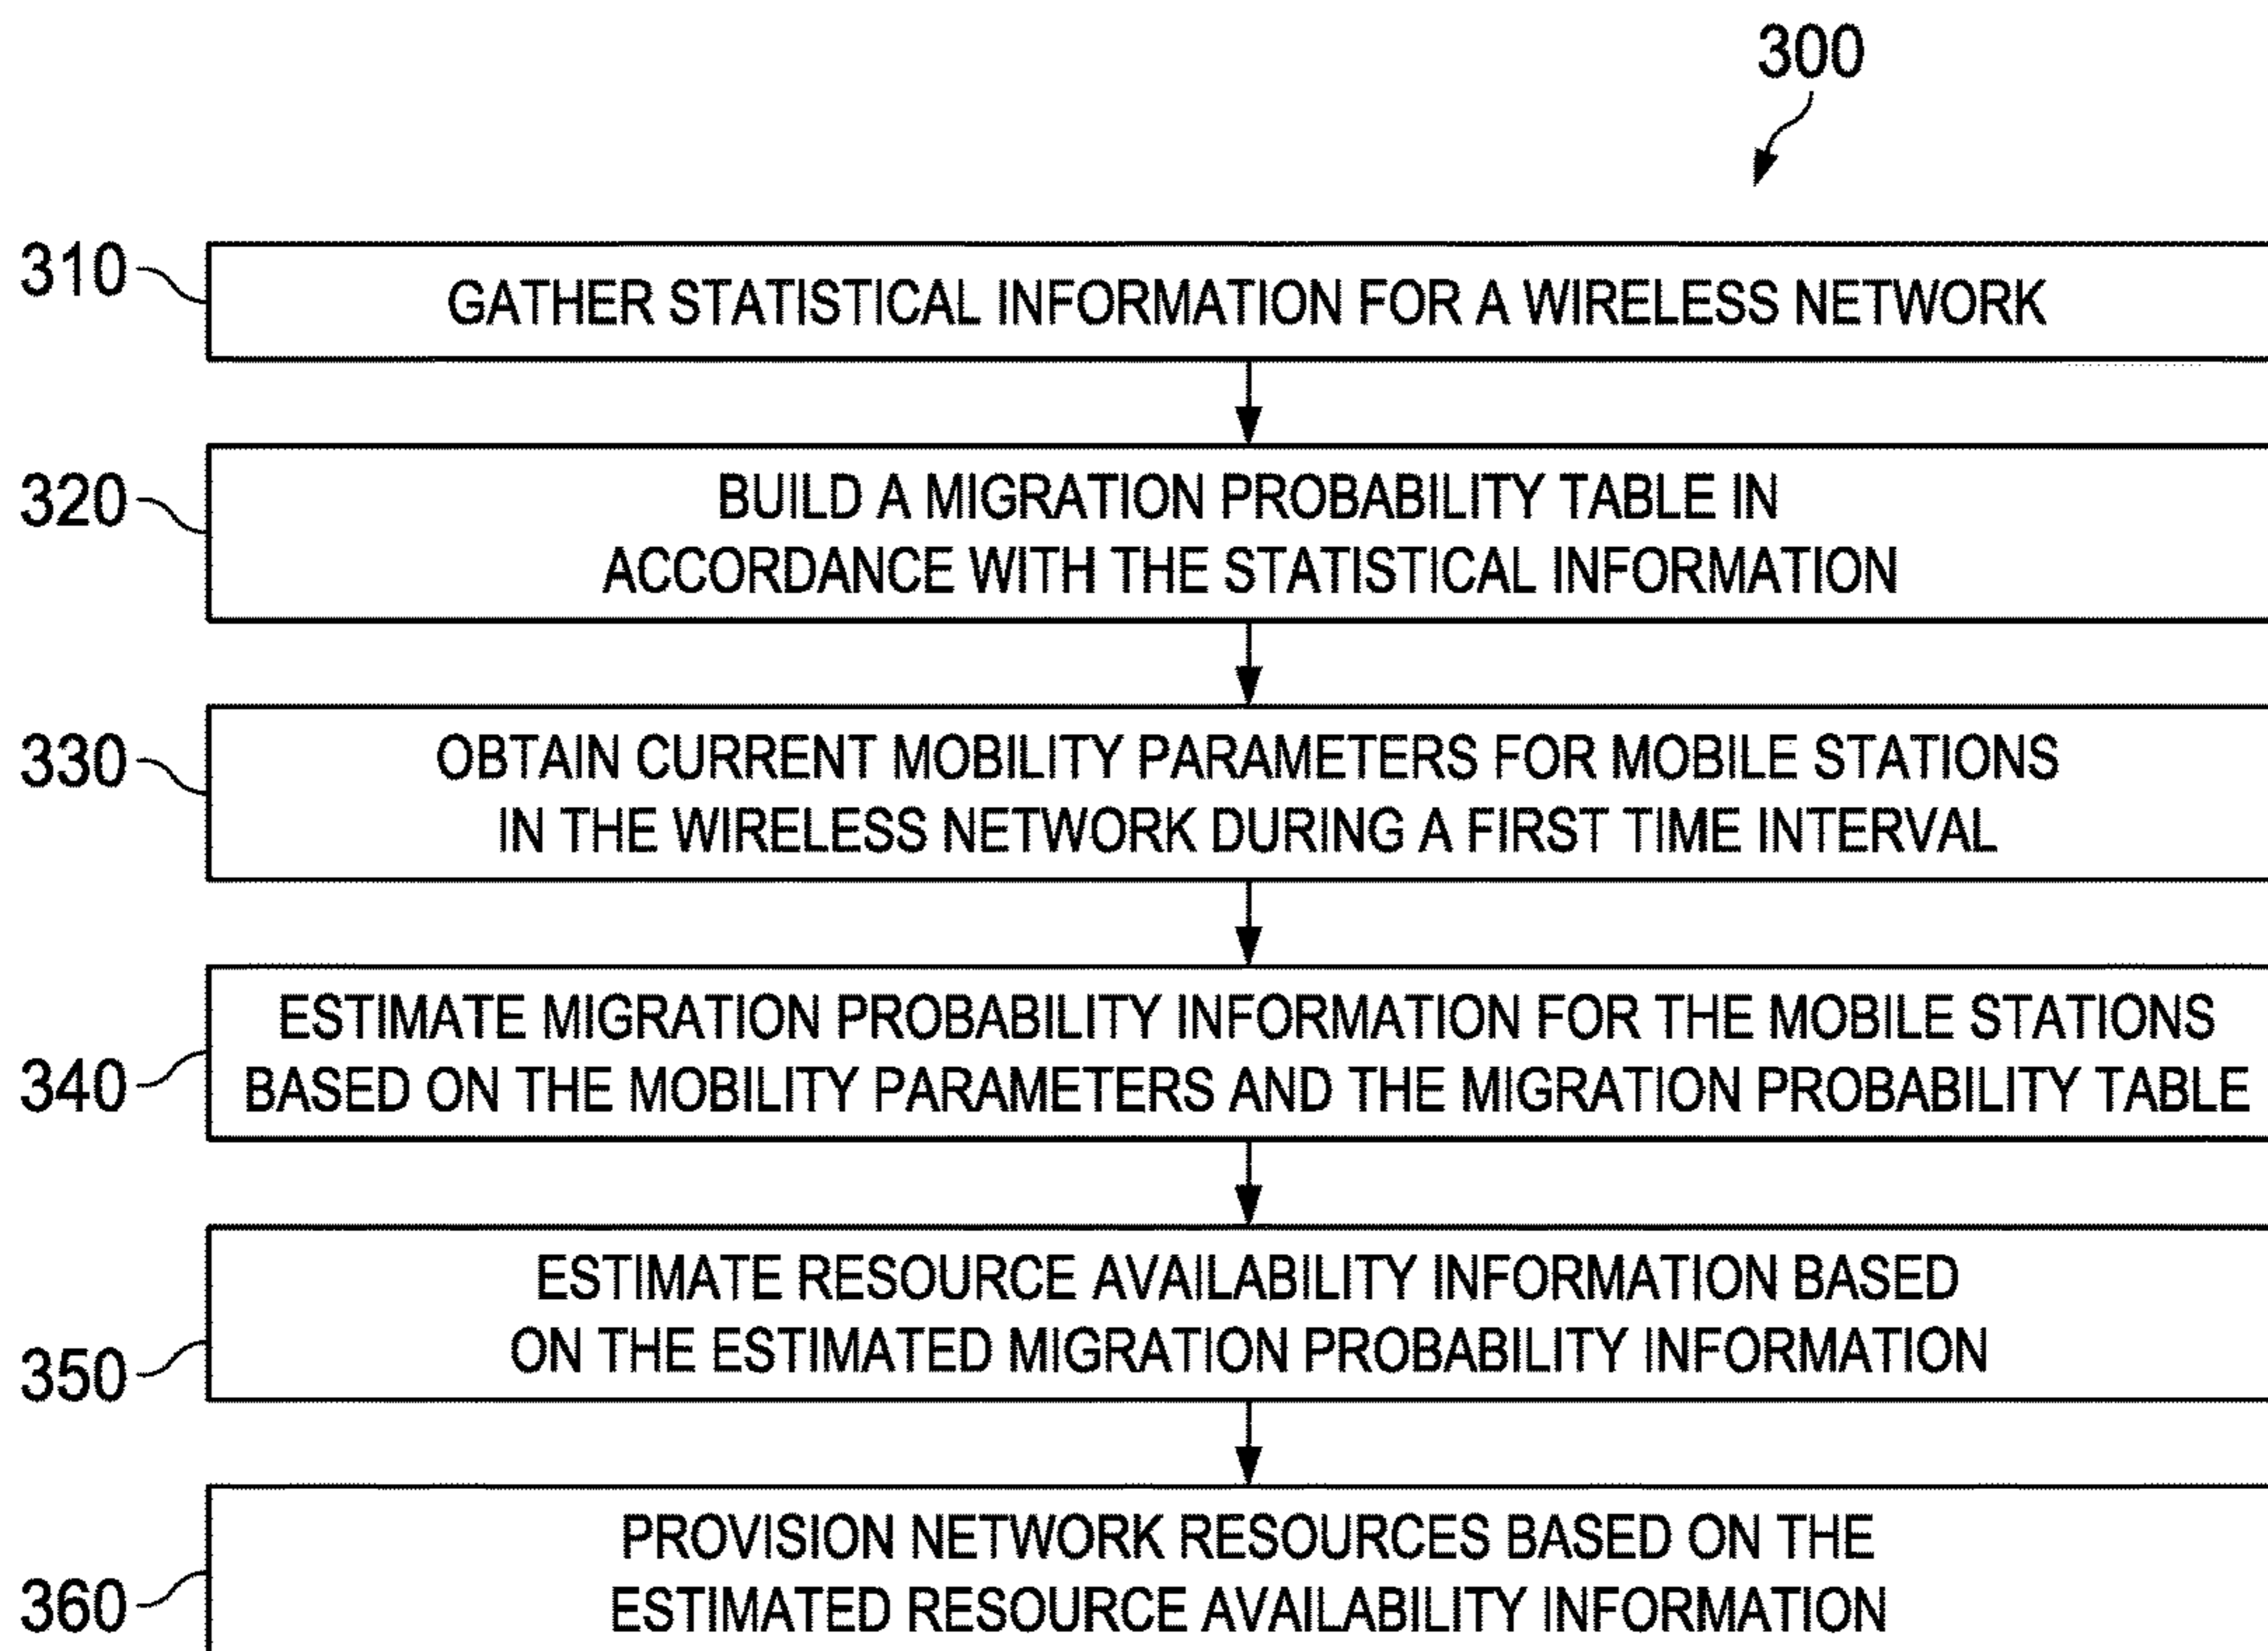 300
310
GATHER STATISTICAL INFORMATION FOR A WIRELESS NETWORK
320
BUILD A MIGRATION PROBABILITY TABLE IN
ACCORDANCE WITH THE STATISTICAL INFORMATION
330
OBTAIN CURRENT MOBILITY PARAMETERS FOR MOBILE STATIONS
IN THE WIRELESS NETWORK DURING A FIRST TIME INTERVAL
340
ESTIMATE MIGRATION PROBABILITY INFORMATION FOR THE MOBILE STATIONS
BASED ON THE MOBILITY PARAMETERS AND THE MIGRATION PROBABILITY TABLE
350
ESTIMATE RESOURCE AVAILABILITY INFORMATION BASED
ON THE ESTIMATED MIGRATION PROBABILITY INFORMATION
360
PROVISION NETWORK RESOURCES BASED ON THE
ESTIMATED RESOURCE AVAILABILITY INFORMATION